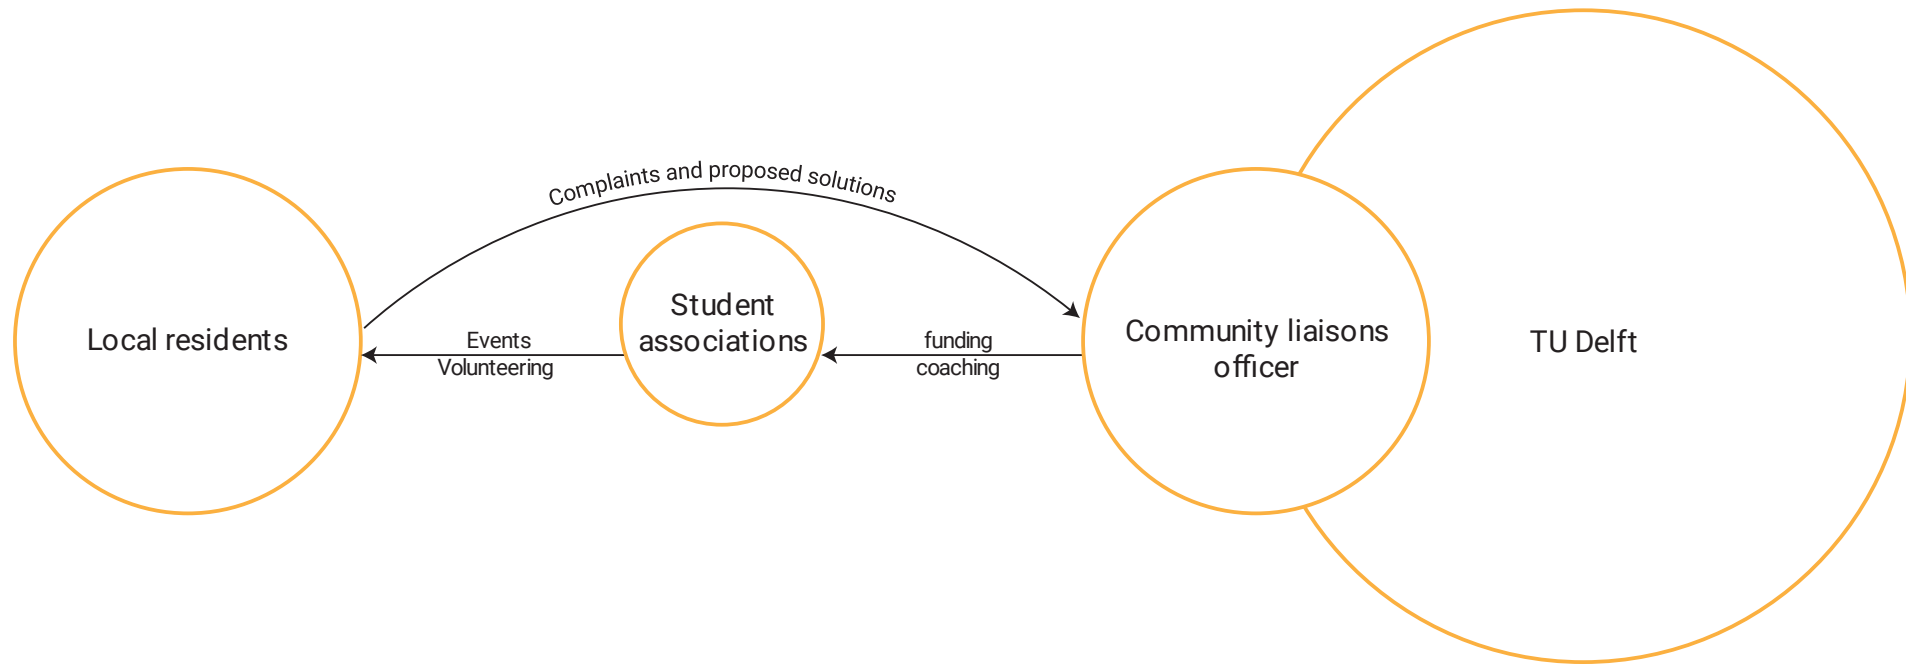 Complaints and proposed solutions
Local residents
Events
Volunteering
Student
associations
funding
coaching
Community liaisons
officer
TU Delft